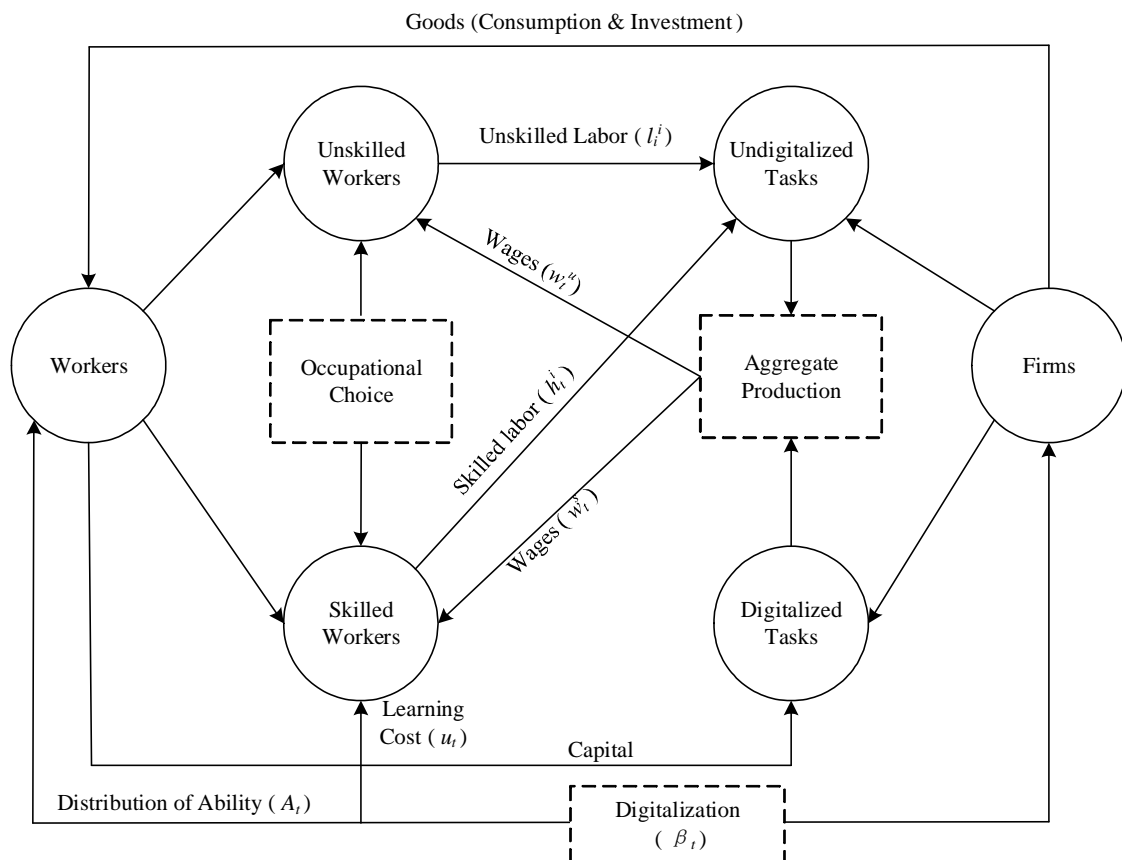 Goods (Consumption & Investment)
Unskilled Labor ( l_i^i )
Unskilled
Workers
Undigitalized
Tasks
Wages (w_t^u)
Workers
Occupational
Choice
Skilled labor ( h_t^i )
Aggregate
Production
Firms
Wages ( w_t^s )
Skilled
Workers
Digitalized
Tasks
Learning
Cost ( u_t )
Capital
Distribution of Ability ( A_t )
Digitalization
( β_t )